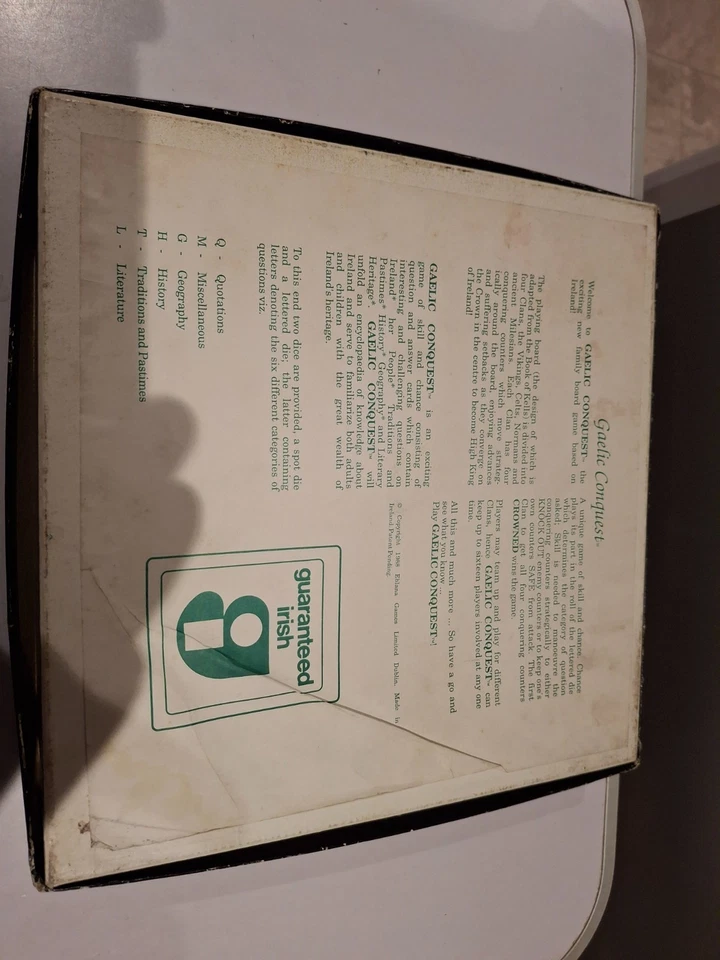 Gaelic Conquest™
Welcome to GAELIC CONQUEST™ the
exciting new family board game based on
Ireland!
The playing board (the design of which is
adapted from the Book of Kells) is divided into
four Clans, the Vikings, Celts, Normans and
ancient Milesians. Each Clan has four
conquering counters which move strateg-
ically around the board, enjoying advances
and suffering setbacks as they converge on
the Crown in the centre to become High King
of Ireland!
GAELIC CONQUEST™ is an exciting
game of skill and chance consisting of
question and answer cards which contain
interesting and challenging questions on
Ireland* her People* Traditions and
Pastimes* History* Geography* and Literary
Heritage*. GAELIC CONQUEST™ will
unfold an encyclopaedia of knowledge about
Ireland and serve to familiarize both adults
and children with the great wealth of
Ireland's heritage.
To this end two dice are provided, a spot die
and a lettered die; the latter containing
letters denoting the six different categories of
questions viz.
Q - Quotations
M - Miscellaneous
G - Geography
H - History
T - Traditions and Pastimes
L - Literature
A unique game of skill and chance. Chance
plays its part in the roll of the lettered die
which determines the category of question
asked; Skill is needed to manoeuvre the
conquering counters strategically to either
KNOCK OUT enemy counters or to keep one's
own counters SAFE from attack. The first
Clan to get all four conquering counters
CROWNED wins the game.
Players may team up and play for different
Clans, hence GAELIC CONQUEST™ can
keep up to sixteen players involved at any one
time.
All this and much more ... So have a go and
see what you know ...
Play GAELIC CONQUEST™!
© Copyright 1988 Games Limited Dublin. Made in
Ireland. Patent Pending.
guaranteed
irish